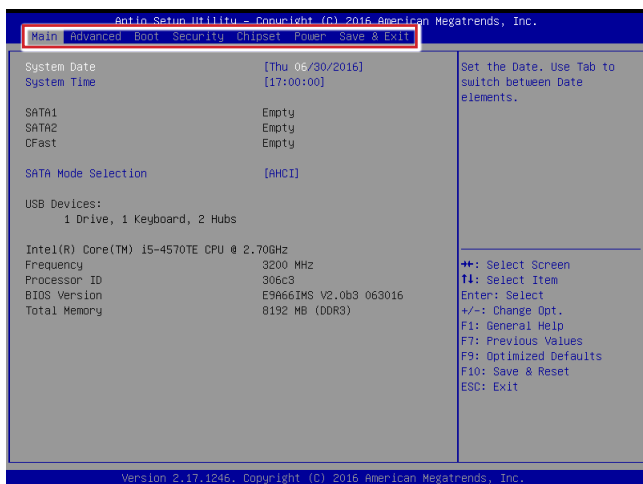 Aptio Setup Utility – Copyright (C) 2016 American Megatrends, Inc.
Main Advanced Boot Security Chipset Power Save & Exit
System Date [Thu 06/30/2016]
System Time [17:00:00]
SATA1 Empty
SATA2 Empty
CFast Empty
SATA Mode Selection [AHCI]
USB Devices:
1 Drive, 1 Keyboard, 2 Hubs
Intel(R) Core(TM) i5-4570TE CPU @ 2.70GHz
Frequency 3200 MHz
Processor ID 306c3
BIOS Version E9A66IMS V2.0b3 063016
Total Memory 8192 MB (DDR3)
Set the Date. Use Tab to
switch between Date
elements.
→←: Select Screen
↑↓: Select Item
Enter: Select
+/-: Change Opt.
F1: General Help
F7: Previous Values
F9: Optimized Defaults
F10: Save & Reset
ESC: Exit
Version 2.17.1246. Copyright (C) 2016 American Megatrends, Inc.